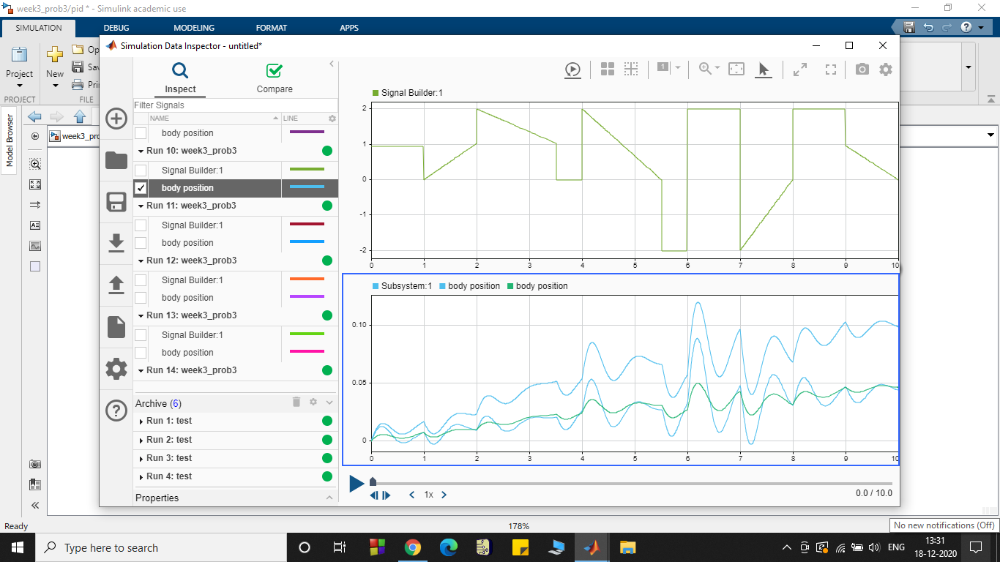 week3_prob3/pid * - Simulink academic use
SIMULATION DEBUG MODELING FORMAT APPS
Project
New
Op
Sav
Prin
PROJECT
FILE
Model Browser
week3_pro
Simulation Data Inspector - untitled*
Inspect
Compare
Filter Signals
NAME LINE
body position
Run 10: week3_prob3
Signal Builder:1
body position
Run 11: week3_prob3
Signal Builder:1
body position
Run 12: week3_prob3
Signal Builder:1
body position
Run 13: week3_prob3
Signal Builder:1
body position
Run 14: week3_prob3
Archive (6)
Run 1: test
Run 2: test
Run 3: test
Run 4: test
Properties
1
Signal Builder:1
2
1
0
-1
-2
0 1 2 3 4 5 6 7 8 9 10
Subsystem:1 body position body position
0.10
0.05
0
0 1 2 3 4 5 6 7 8 9 10
1x
0.0 / 10.0
Ready
178%
No new notifications (Off)
Type here to search
ENG
13:31
18-12-2020